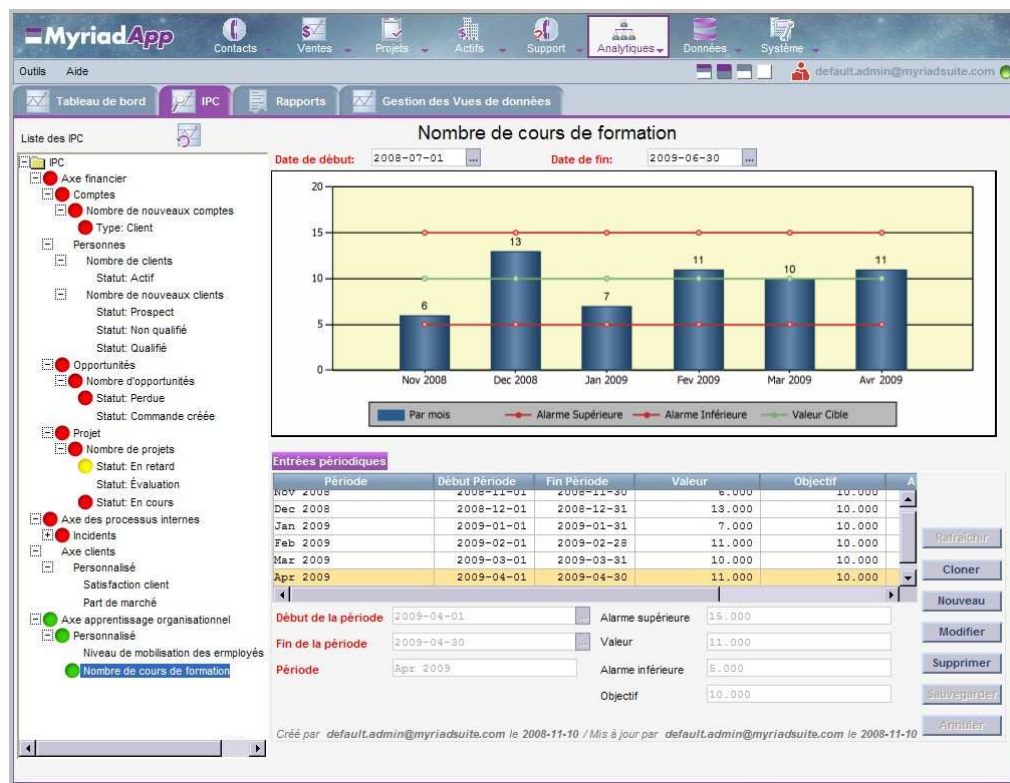 MyriadApp
Contacts Ventes Projets Actifs Support Analytiques Données Système
Outils Aide
default.admin@myriadsuite.com
Tableau de bord IPC Rapports Gestion des Vues de données
Liste des IPC
IPC
Axe financier
Comptes
Nombre de nouveaux comptes
Type: Client
Personnes
Nombre de clients
Statut: Actif
Nombre de nouveaux clients
Statut: Prospect
Statut: Non qualifié
Statut: Qualifié
Opportunités
Nombre d'opportunités
Statut: Perdue
Statut: Commande créée
Projet
Nombre de projets
Statut: En retard
Statut: Évaluation
Statut: En cours
Axe des processus internes
Incidents
Axe clients
Personnalisé
Satisfaction client
Part de marché
Axe apprentissage organisationnel
Personnalisé
Niveau de mobilisation des ermployés
Nombre de cours de formation
Nombre de cours de formation
Date de début: 2008-07-01 ... Date de fin: 2009-06-30 ...
20
15
10
5
0
6 13 7 11 10 11
Nov 2008 Dec 2008 Jan 2009 Fev 2009 Mar 2009 Avr 2009
Par mois Alarme Supérieure Alarme Inférieure Valeur Cible
Entrées périodiques
Période Début Période Fin Période Valeur Objectif A
Nov 2008 2008-11-01 2008-11-30 6.000 10.000
Dec 2008 2008-12-01 2008-12-31 13.000 10.000
Jan 2009 2009-01-01 2009-01-31 7.000 10.000
Feb 2009 2009-02-01 2009-02-28 11.000 10.000
Mar 2009 2009-03-01 2009-03-31 10.000 10.000
Apr 2009 2009-04-01 2009-04-30 11.000 10.000
Début de la période 2009-04-01 ... Alarme supérieure 15.000
Fin de la période 2009-04-30 ... Valeur 11.000
Période Apr 2009 Alarme inférieure 5.000
Objectif 10.000
Rafraîchir
Cloner
Nouveau
Modifier
Supprimer
Sauvegarder
Annuler
Créé par default.admin@myriadsuite.com le 2008-11-10 / Mis à jour par default.admin@myriadsuite.com le 2008-11-10